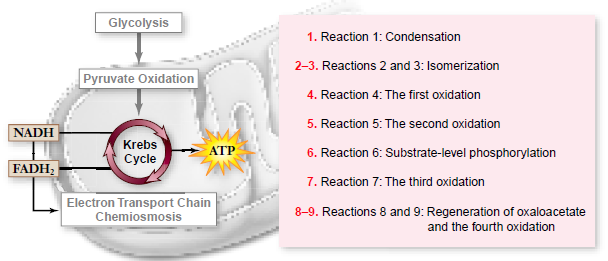 Glycolysis
Pyruvate Oxidation
NADH
Krebs
Cycle
ATP
FADH₂
Electron Transport Chain
Chemiosmosis
1. Reaction 1: Condensation
2–3. Reactions 2 and 3: Isomerization
4. Reaction 4: The first oxidation
5. Reaction 5: The second oxidation
6. Reaction 6: Substrate-level phosphorylation
7. Reaction 7: The third oxidation
8–9. Reactions 8 and 9: Regeneration of oxaloacetate
and the fourth oxidation